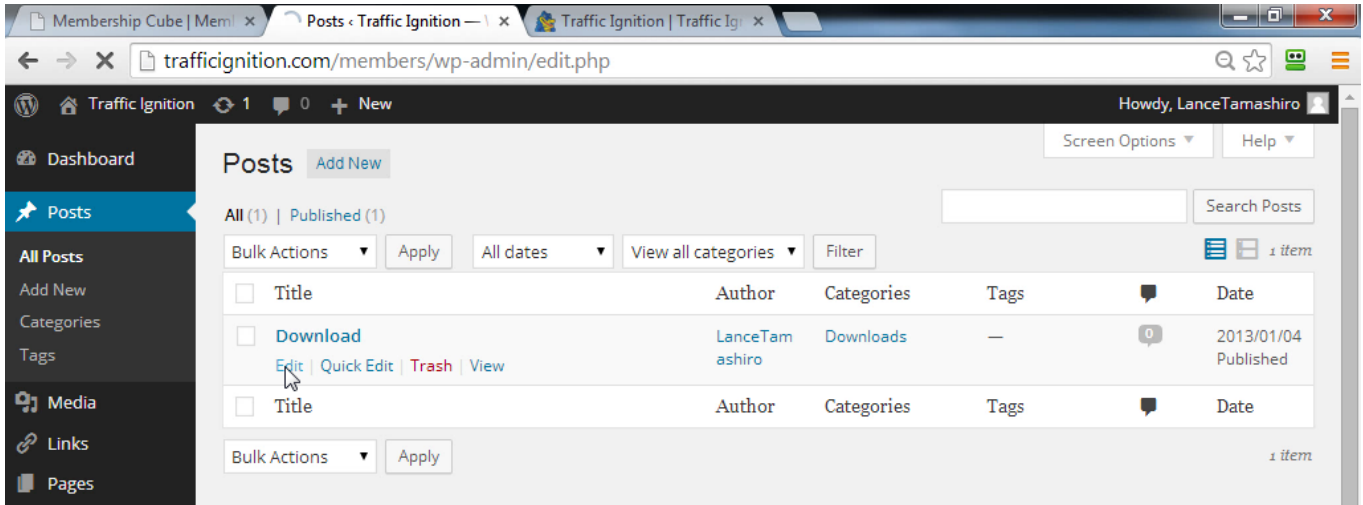 Membership Cube | Mem
Posts ‹ Traffic Ignition —
Traffic Ignition | Traffic Ig
trafficignition.com/members/wp-admin/edit.php
Traffic Ignition 1 0 + New Howdy, LanceTamashiro
Screen Options ▼ Help ▼
Dashboard
Posts Add New
Posts
All (1) | Published (1) Search Posts
All Posts
Bulk Actions ▼ Apply All dates ▼ View all categories ▼ Filter 1 item
Add New
Title Author Categories Tags Date
Categories
Download LanceTam Downloads — 0 2013/01/04
Tags
Edit | Quick Edit | Trash | View ashiro Published
Media
Title Author Categories Tags Date
Links
Bulk Actions ▼ Apply 1 item
Pages